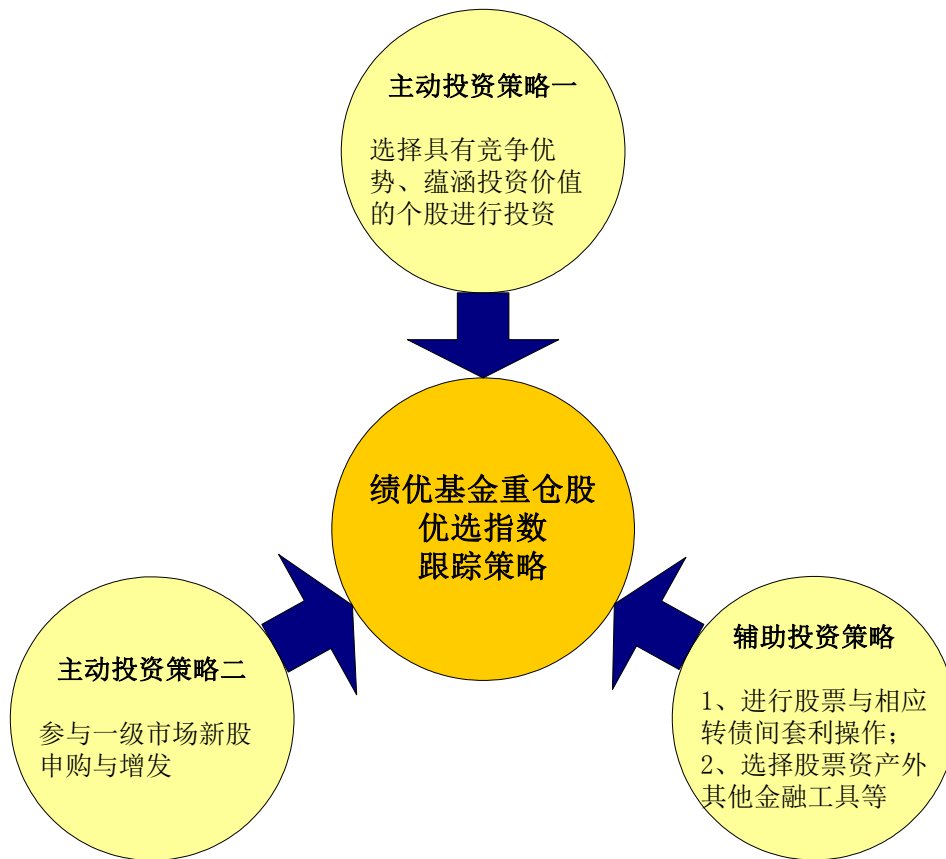 主动投资策略一
选择具有竞争优
势、蕴涵投资价值
的个股进行投资
绩优基金重仓股
优选指数
跟踪策略
主动投资策略二
参与一级市场新股
申购与增发
辅助投资策略
1、进行股票与相应
转债间套利操作；
2、选择股票资产外
其他金融工具等